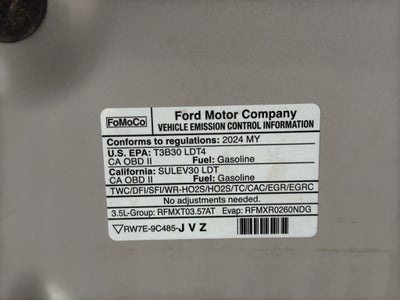 FoMoCo
Ford Motor Company
VEHICLE EMISSION CONTROL INFORMATION
Conforms to regulations: 2024 MY
U.S. EPA: T3B30 LDT4
CA OBD II Fuel: Gasoline
California: SULEV30 LDT
CA OBD II Fuel: Gasoline
TWC/DFI/SFI/WR-HO2S/HO2S/TC/CAC/EGR/EGRC
No adjustments needed.
3.5L-Group: RFMXT03.57AT Evap: RFMXR0260NDG
RW7E-9C485-JVZ